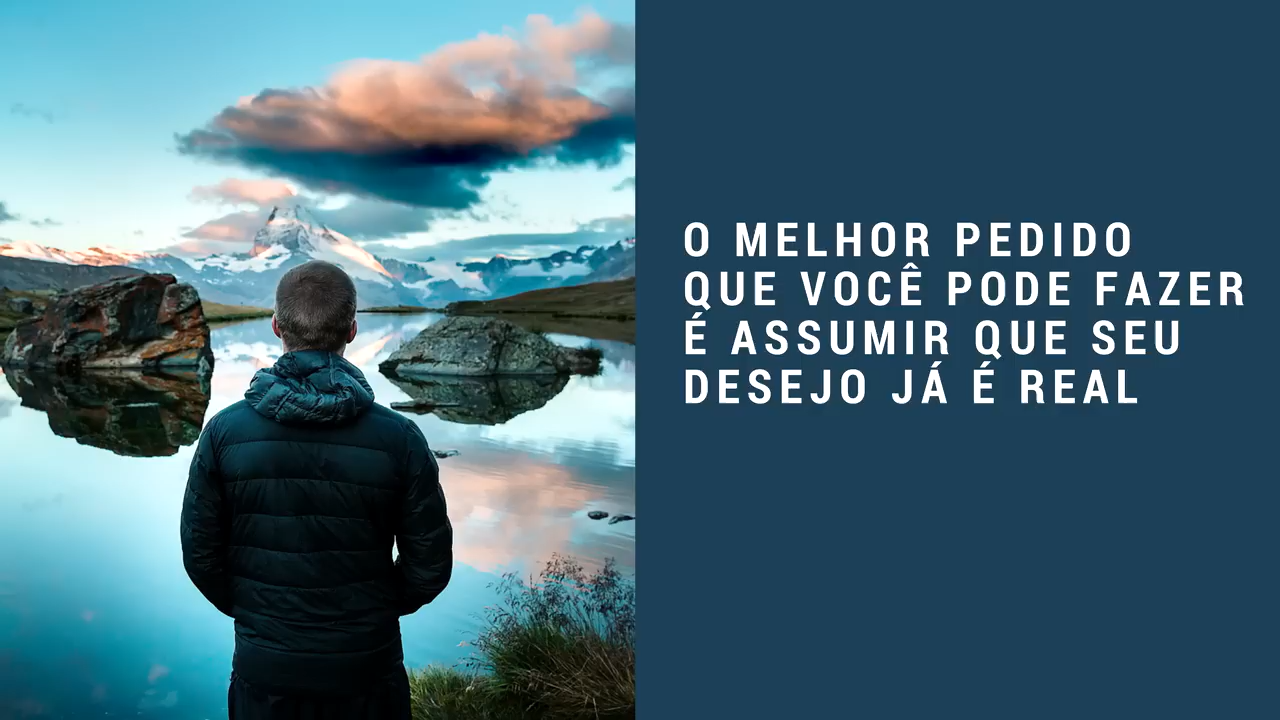 O MELHOR PEDIDO
QUE VOCÊ PODE FAZER
É ASSUMIR QUE SEU
DESEJO JÁ É REAL